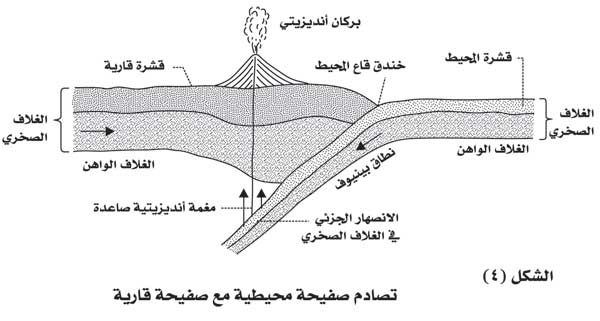 بركان أنديزيتي
قشرة قارية
خندق قاع المحيط
قشرة المحيط
الغلاف
الصخري
الغلاف
الصخري
الغلاف الواهن
الغلاف الواهن
نطاق بينيوف
مغمة أنديزيتية صاعدة
الانصهار الجزئي
في الغلاف الصخري
الشكل (٤)
تصادم صفيحة محيطية مع صفيحة قارية